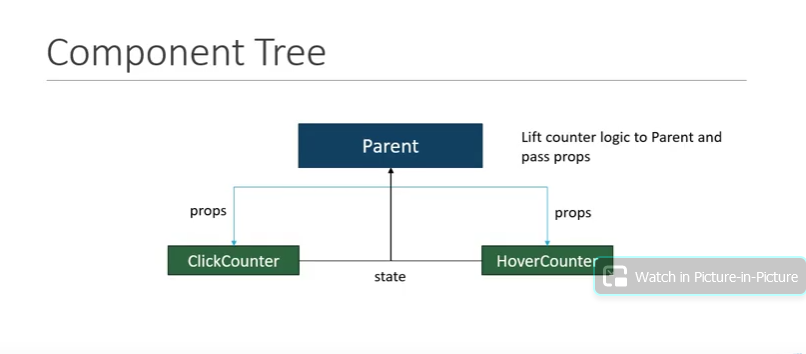 Component Tree
Parent
Lift counter logic to Parent and
pass props
props
props
ClickCounter
HoverCounter
state
Watch in Picture-in-Picture